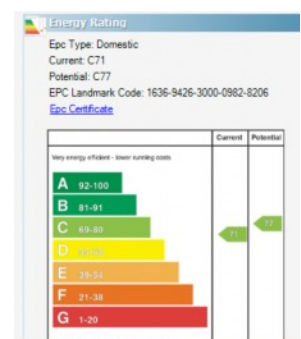 Energy Rating
Epc Type: Domestic
Current: C71
Potential: C77
EPC Landmark Code: 1636-9426-3000-0982-8206
Epc Certificate
Current Potential
Very energy efficient - lower running costs
A 92-100
B 81-91
C 69-80
D
E 39-54
F 21-38
G 1-20
71
77